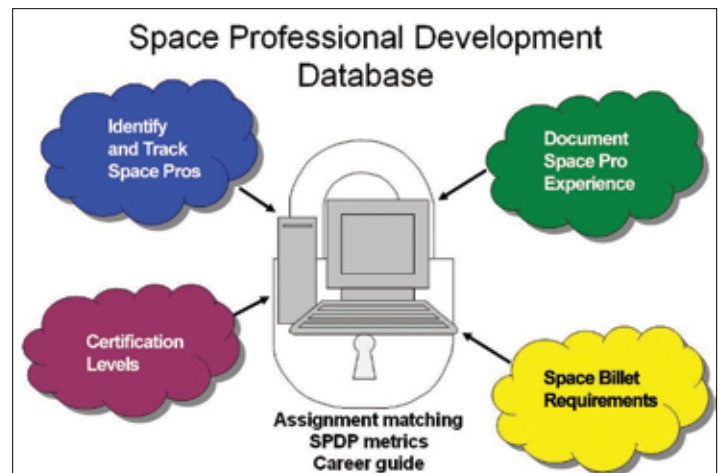 Space Professional Development
Database
Identify
and Track
Space Pros
Document
Space Pro
Experience
Certification
Levels
Space Billet
Requirements
Assignment matching
SPDP metrics
Career guide